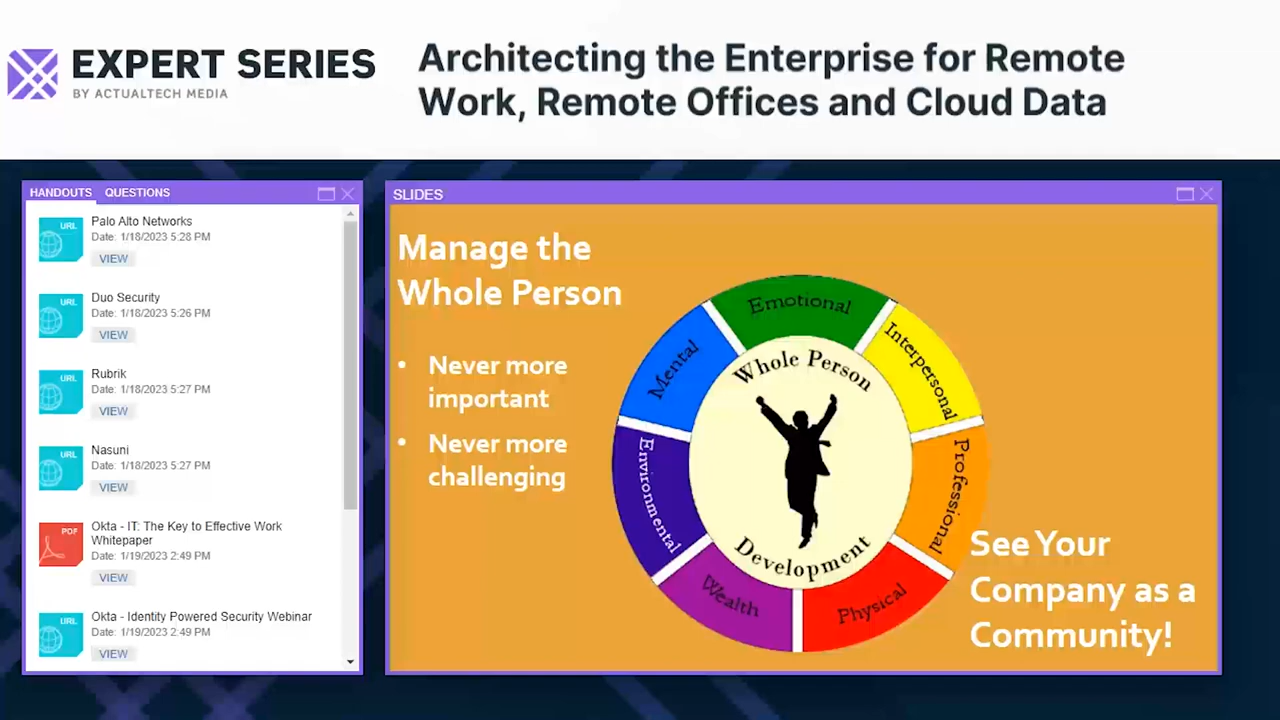 EXPERT SERIES
BY ACTUALTECH MEDIA
Architecting the Enterprise for Remote
Work, Remote Offices and Cloud Data
HANDOUTS
QUESTIONS
Palo Alto Networks
Date: 1/18/2023 5:28 PM
URL
VIEW
Duo Security
Date: 1/18/2023 5:26 PM
URL
VIEW
Rubrik
Date: 1/18/2023 5:27 PM
URL
VIEW
Nasuni
Date: 1/18/2023 5:27 PM
URL
VIEW
Okta - IT: The Key to Effective Work
Whitepaper
Date: 1/19/2023 2:49 PM
PDF
VIEW
Okta - Identity Powered Security Webinar
Date: 1/19/2023 2:49 PM
URL
VIEW
SLIDES
Manage the
Whole Person
• Never more
important
• Never more
challenging
Emotional
Interpersonal
Professional
Physical
Wealth
Environmental
Mental
Whole Person
Development
See Your
Company as a
Community!